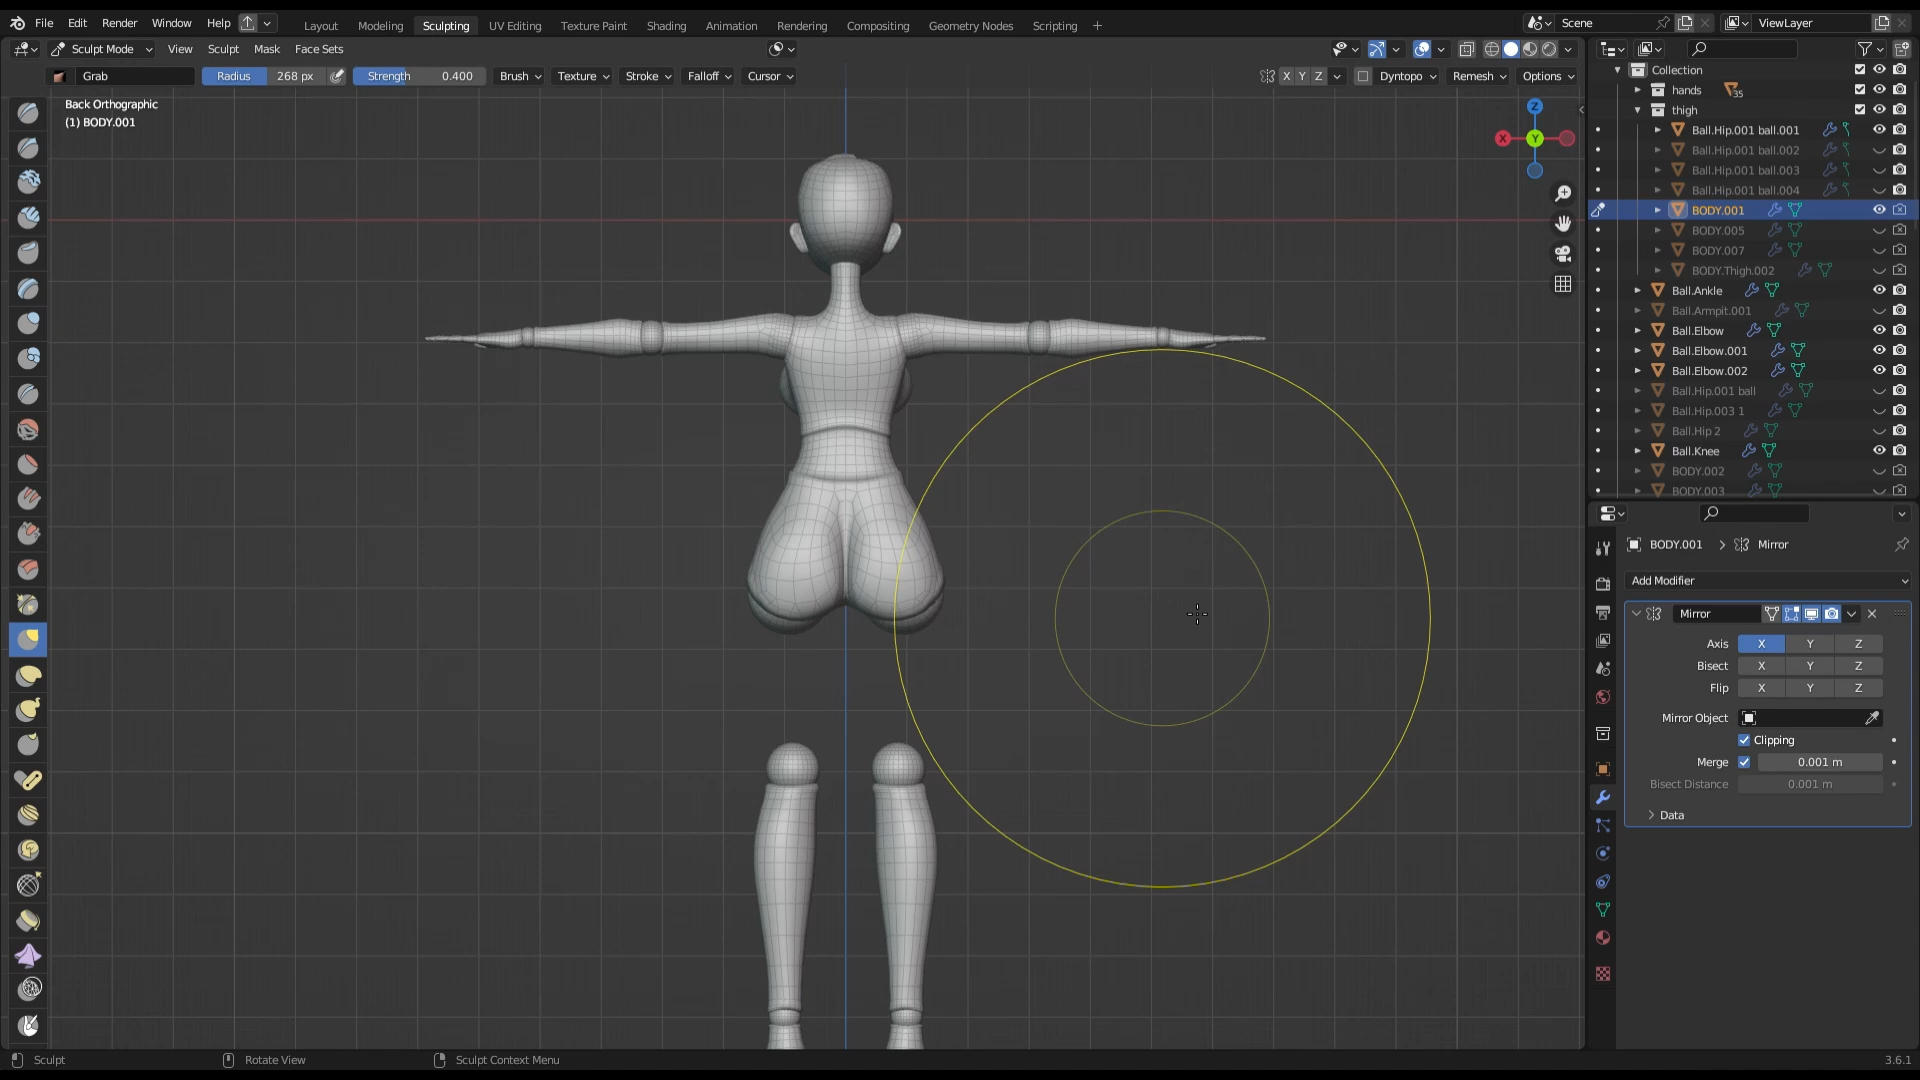 File Edit Render Window Help
Layout Modeling Sculpting UV Editing Texture Paint Shading Animation Rendering Compositing Geometry Nodes Scripting +
Scene ViewLayer
Sculpt Mode View Sculpt Mask Face Sets
Grab Radius 268 px Strength 0.400 Brush Texture Stroke Falloff Cursor X Y Z Dyntopo Remesh Options
Back Orthographic
(1) BODY.001
Z
X Y
Collection
hands 35
thigh
Ball.Hip.001 ball.001
Ball.Hip.001 ball.002
Ball.Hip.001 ball.003
Ball.Hip.001 ball.004
BODY.001
BODY.005
BODY.007
BODY.Thigh.002
Ball.Ankle
Ball.Armpit.001
Ball.Elbow
Ball.Elbow.001
Ball.Elbow.002
Ball.Hip.001 ball
Ball.Hip.003 1
Ball.Hip 2
Ball.Knee
BODY.002
BODY.003
BODY.001 > Mirror
Add Modifier
Mirror
Axis X Y Z
Bisect X Y Z
Flip X Y Z
Mirror Object
Clipping
Merge 0.001 m
Bisect Distance 0.001 m
Data
Sculpt Rotate View Sculpt Context Menu 3.6.1